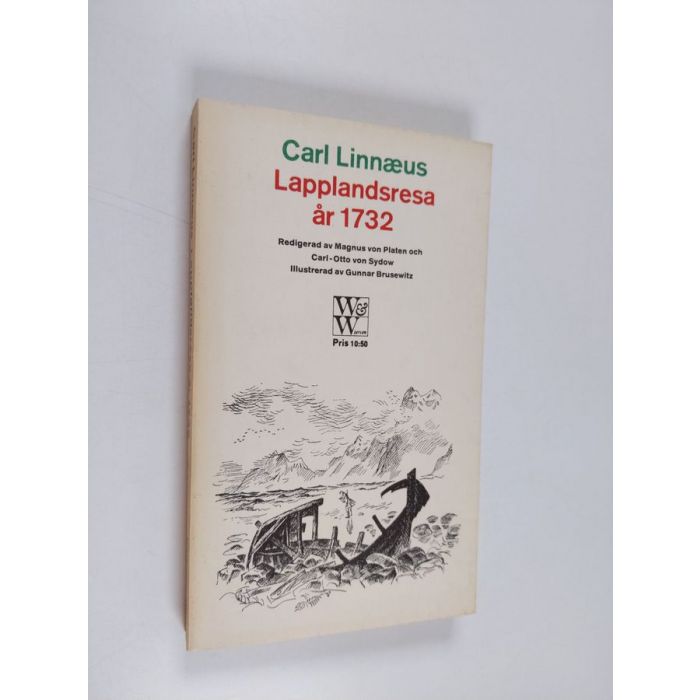 Carl Linnæus
Lapplandsresa
år 1732
Redigerad av Magnus von Platen och
Carl-Otto von Sydow
Illustrerad av Gunnar Brusewitz
W&
W
Pris 10:50